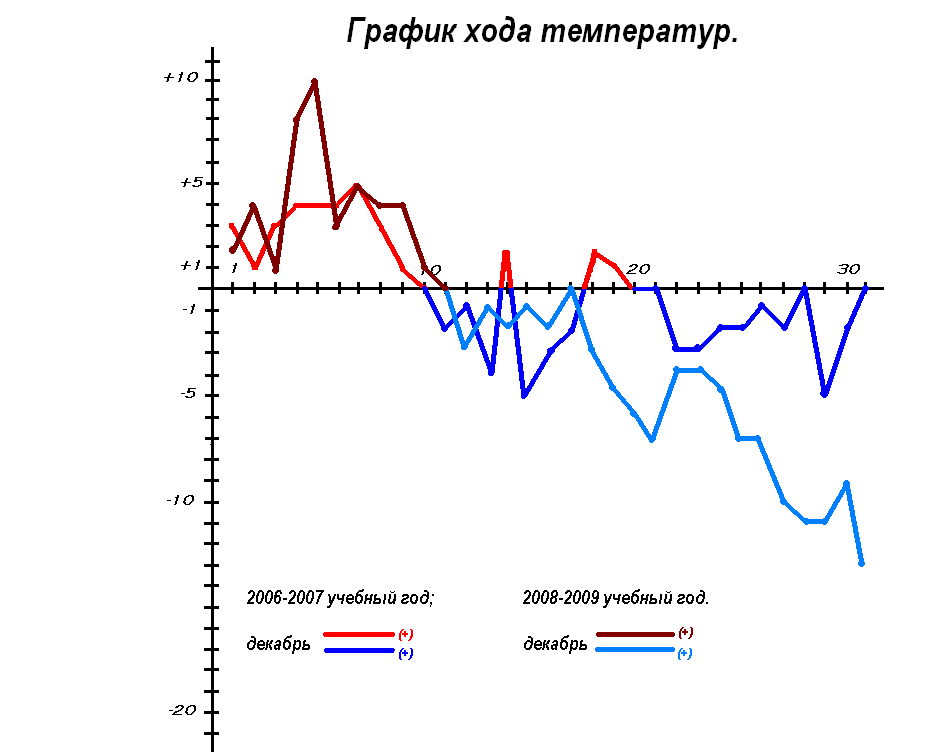 График хода температур.
+10
+5
+1
1 10 20 30
-1
-5
-10
2006-2007 учебный год; 2008-2009 учебный год.
декабрь (+) декабрь (+)
(+) (+)
-20